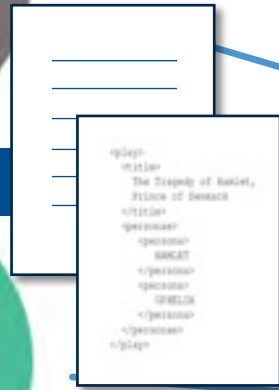 <play>
<title>
The Tragedy of Hamlet,
Prince of Denmark
</title>
<personae>
<persona>
HAMLET
</persona>
<persona>
OPHELIA
</persona>
</personae>
</play>